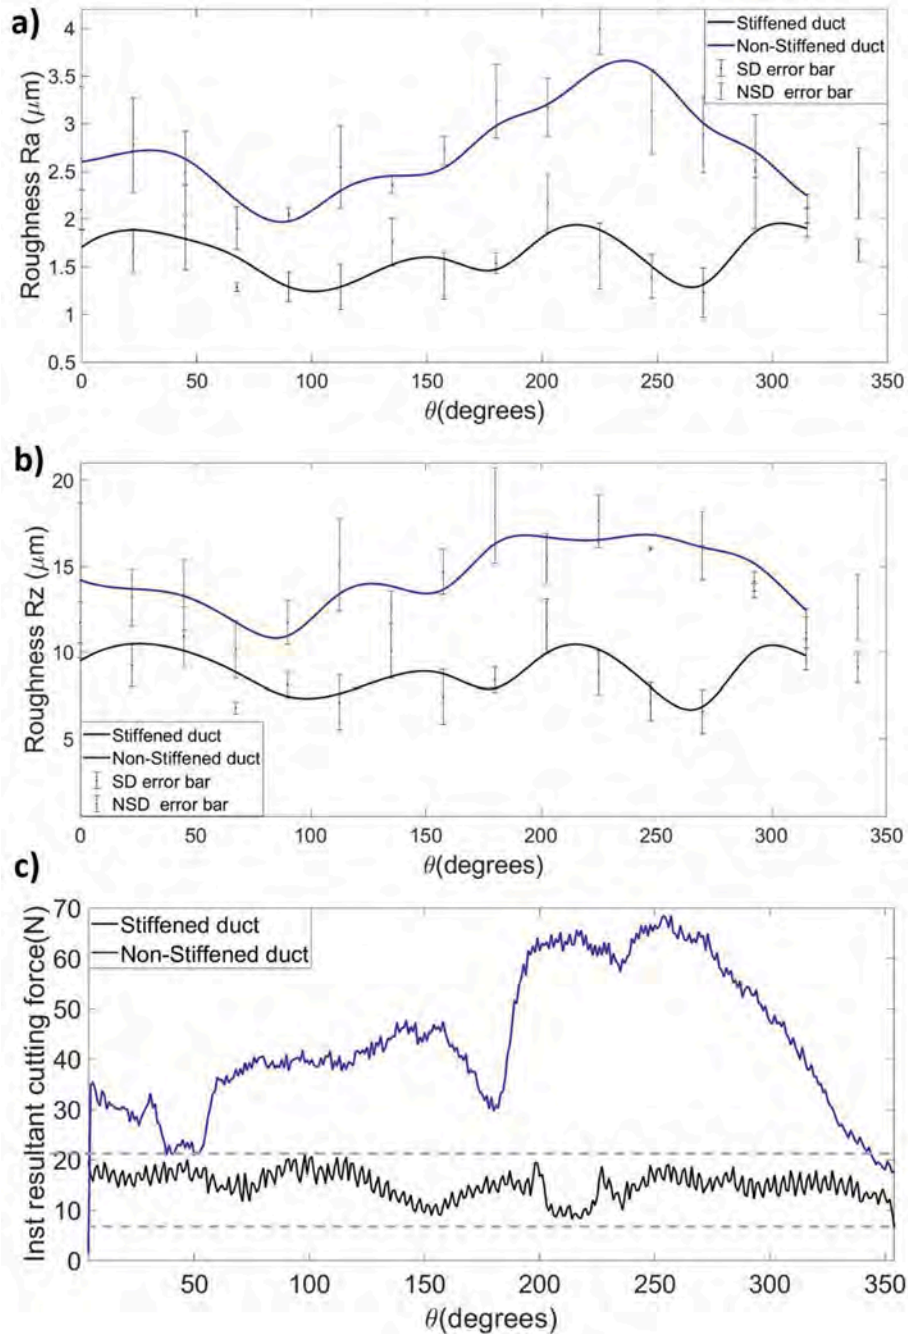 a)
Roughness Ra (μm)
4
3.5
3
2.5
2
1.5
1
0.5
Stiffened duct
Non-Stiffened duct
SD error bar
NSD error bar
0 50 100 150 200 250 300 350
θ(degrees)
b)
Roughness Rz (μm)
20
15
10
5
Stiffened duct
Non-Stiffened duct
SD error bar
NSD error bar
0 50 100 150 200 250 300 350
θ(degrees)
c)
Inst resultant cutting force(N)
70
60
50
40
30
20
10
0
Stiffened duct
Non-Stiffened duct
50 100 150 200 250 300 350
θ(degrees)